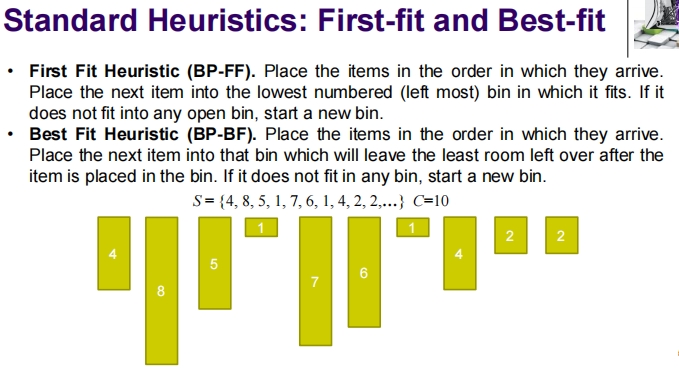 Standard Heuristics: First-fit and Best-fit
• First Fit Heuristic (BP-FF). Place the items in the order in which they arrive.
Place the next item into the lowest numbered (left most) bin in which it fits. If it
does not fit into any open bin, start a new bin.
• Best Fit Heuristic (BP-BF). Place the items in the order in which they arrive.
Place the next item into that bin which will leave the least room left over after the
item is placed in the bin. If it does not fit in any bin, start a new bin.
S = {4, 8, 5, 1, 7, 6, 1, 4, 2, 2,...} C=10
4
8
5
1
7
6
1
4
2
2